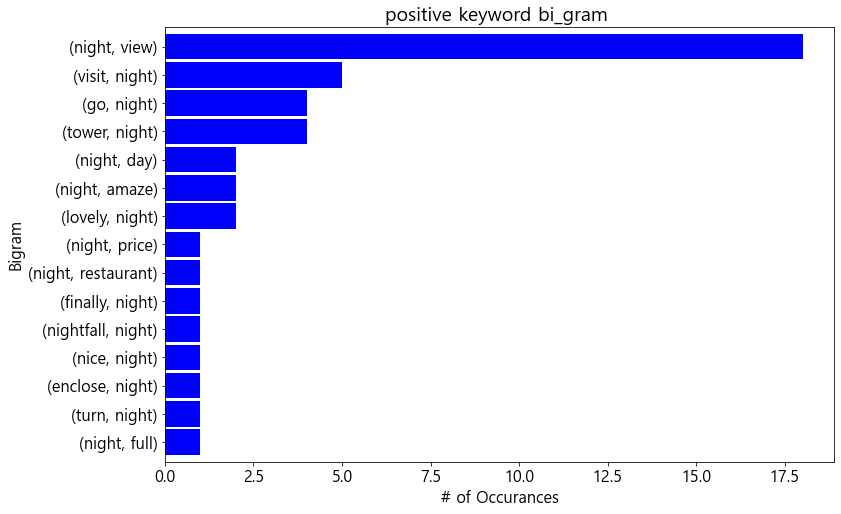 positive keyword bi_gram
Bigram
(night, view)
(visit, night)
(go, night)
(tower, night)
(night, day)
(night, amaze)
(lovely, night)
(night, price)
(night, restaurant)
(finally, night)
(nightfall, night)
(nice, night)
(enclose, night)
(turn, night)
(night, full)
0.0 2.5 5.0 7.5 10.0 12.5 15.0 17.5
# of Occurances